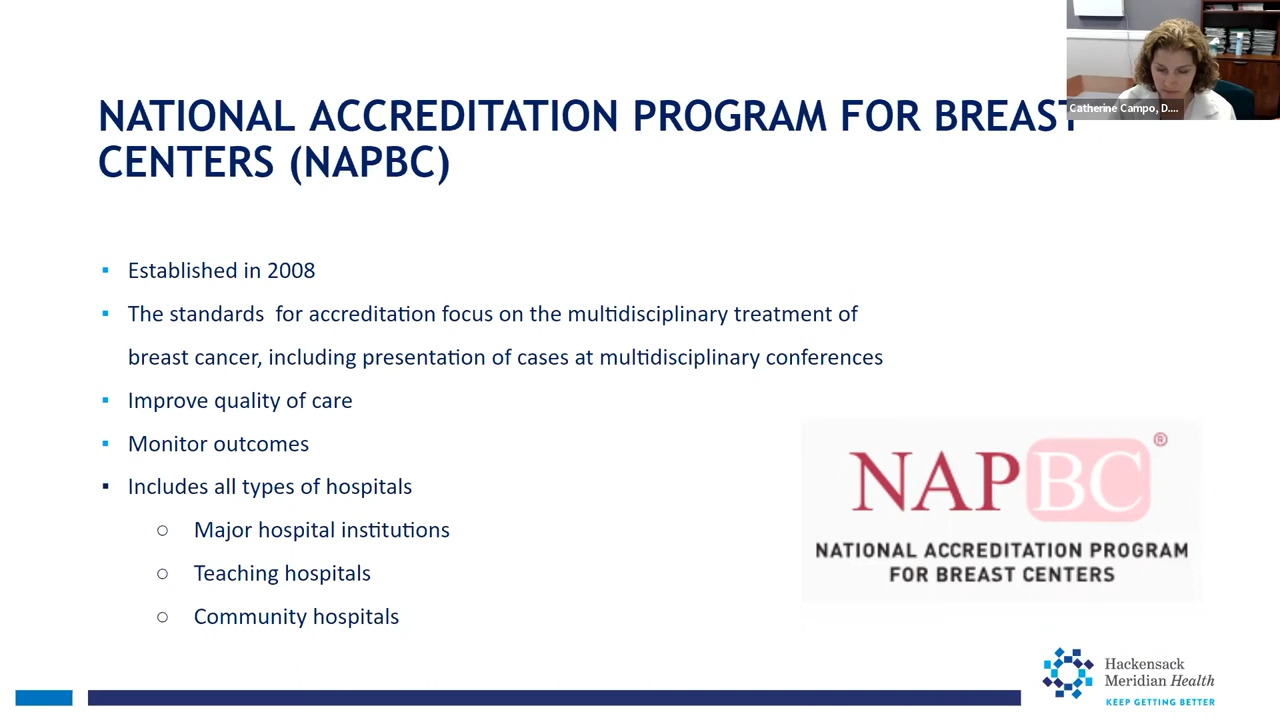 NATIONAL ACCREDITATION PROGRAM FOR BREAST
CENTERS (NAPBC)
Catherine Campo, D....
Established in 2008
The standards for accreditation focus on the multidisciplinary treatment of
breast cancer, including presentation of cases at multidisciplinary conferences
Improve quality of care
Monitor outcomes
Includes all types of hospitals
Major hospital institutions
Teaching hospitals
Community hospitals
NAPBC®
NATIONAL ACCREDITATION PROGRAM
FOR BREAST CENTERS
Hackensack
Meridian Health
KEEP GETTING BETTER